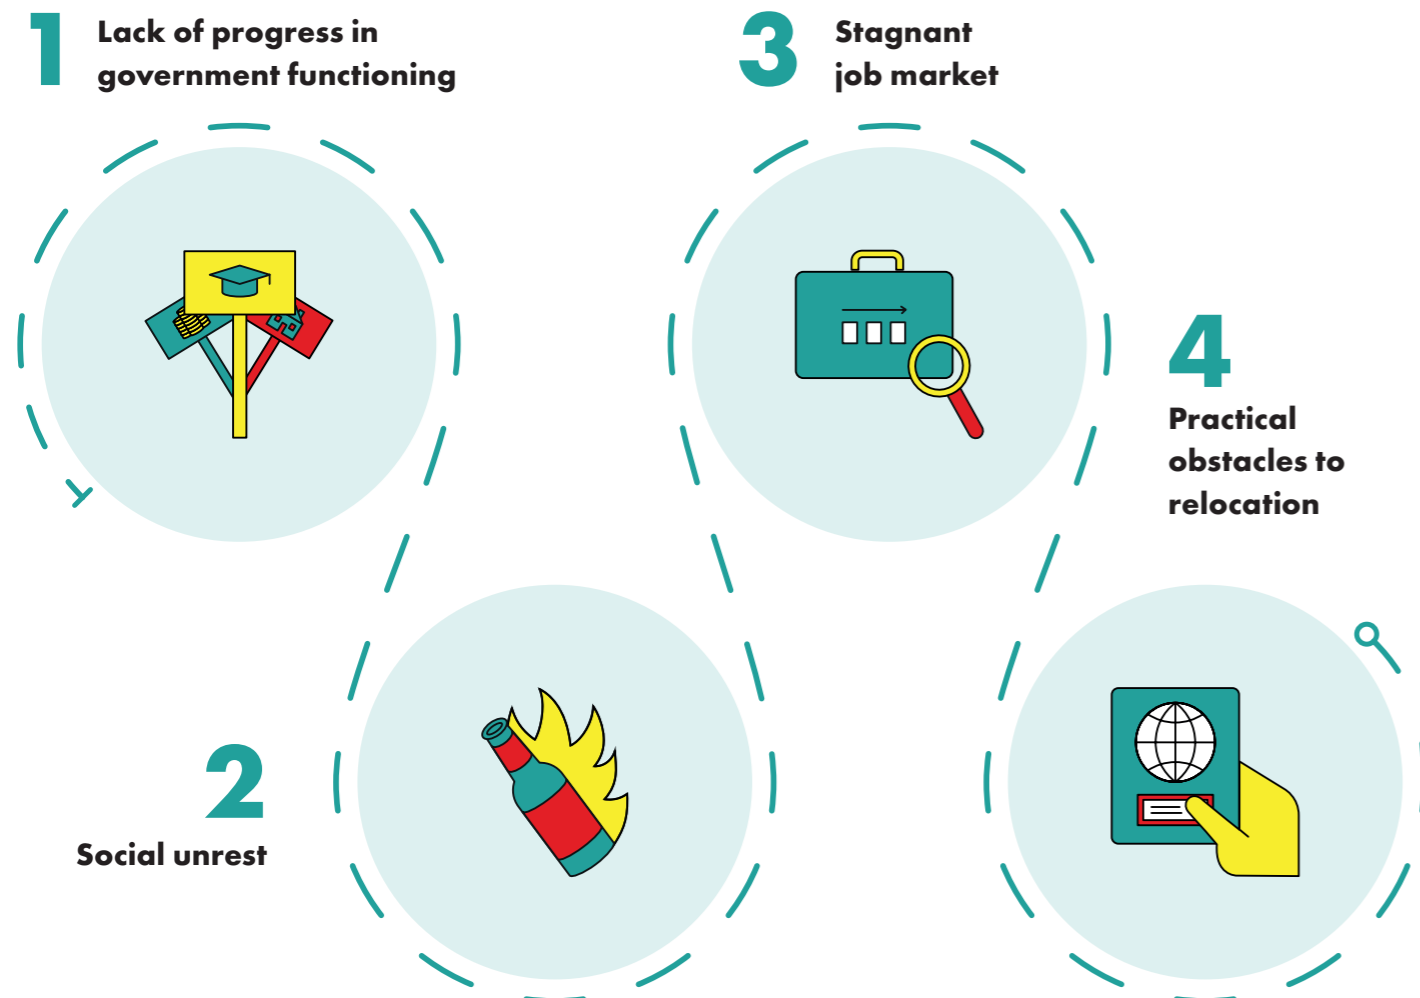 1
Lack of progress in
government functioning
2
Social unrest
3
Stagnant
job market
4
Practical
obstacles to
relocation